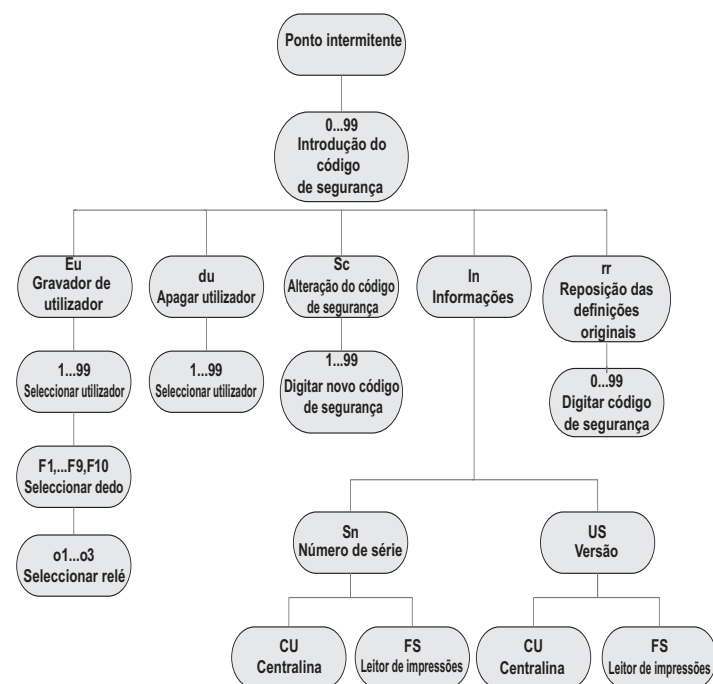 Ponto intermitente
0...99
Introdução do
código
de segurança
Eu
Gravador de
utilizador
du
Apagar utilizador
Sc
Alteração do código
de segurança
In
Informações
rr
Reposição das
definições
originais
1...99
Seleccionar utilizador
1...99
Seleccionar utilizador
1...99
Digitar novo código
de segurança
0...99
Digitar código
de segurança
F1,...F9,F10
Seleccionar dedo
o1...o3
Seleccionar relé
Sn
Número de série
US
Versão
CU
Centralina
FS
Leitor de impressões
CU
Centralina
FS
Leitor de impressões